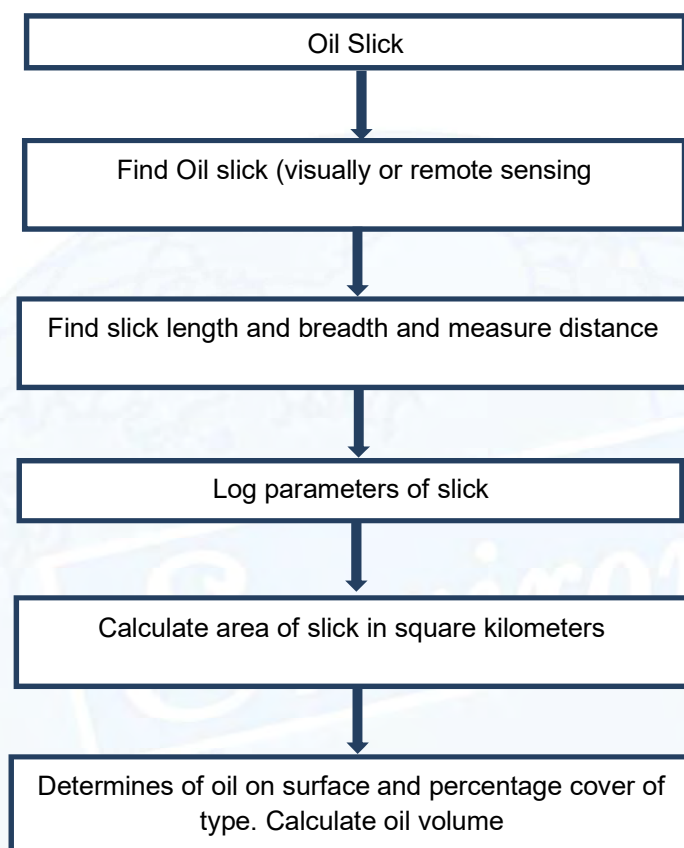 Oil Slick
Find Oil slick (visually or remote sensing
Find slick length and breadth and measure distance
Log parameters of slick
Calculate area of slick in square kilometers
Determines of oil on surface and percentage cover of
type. Calculate oil volume